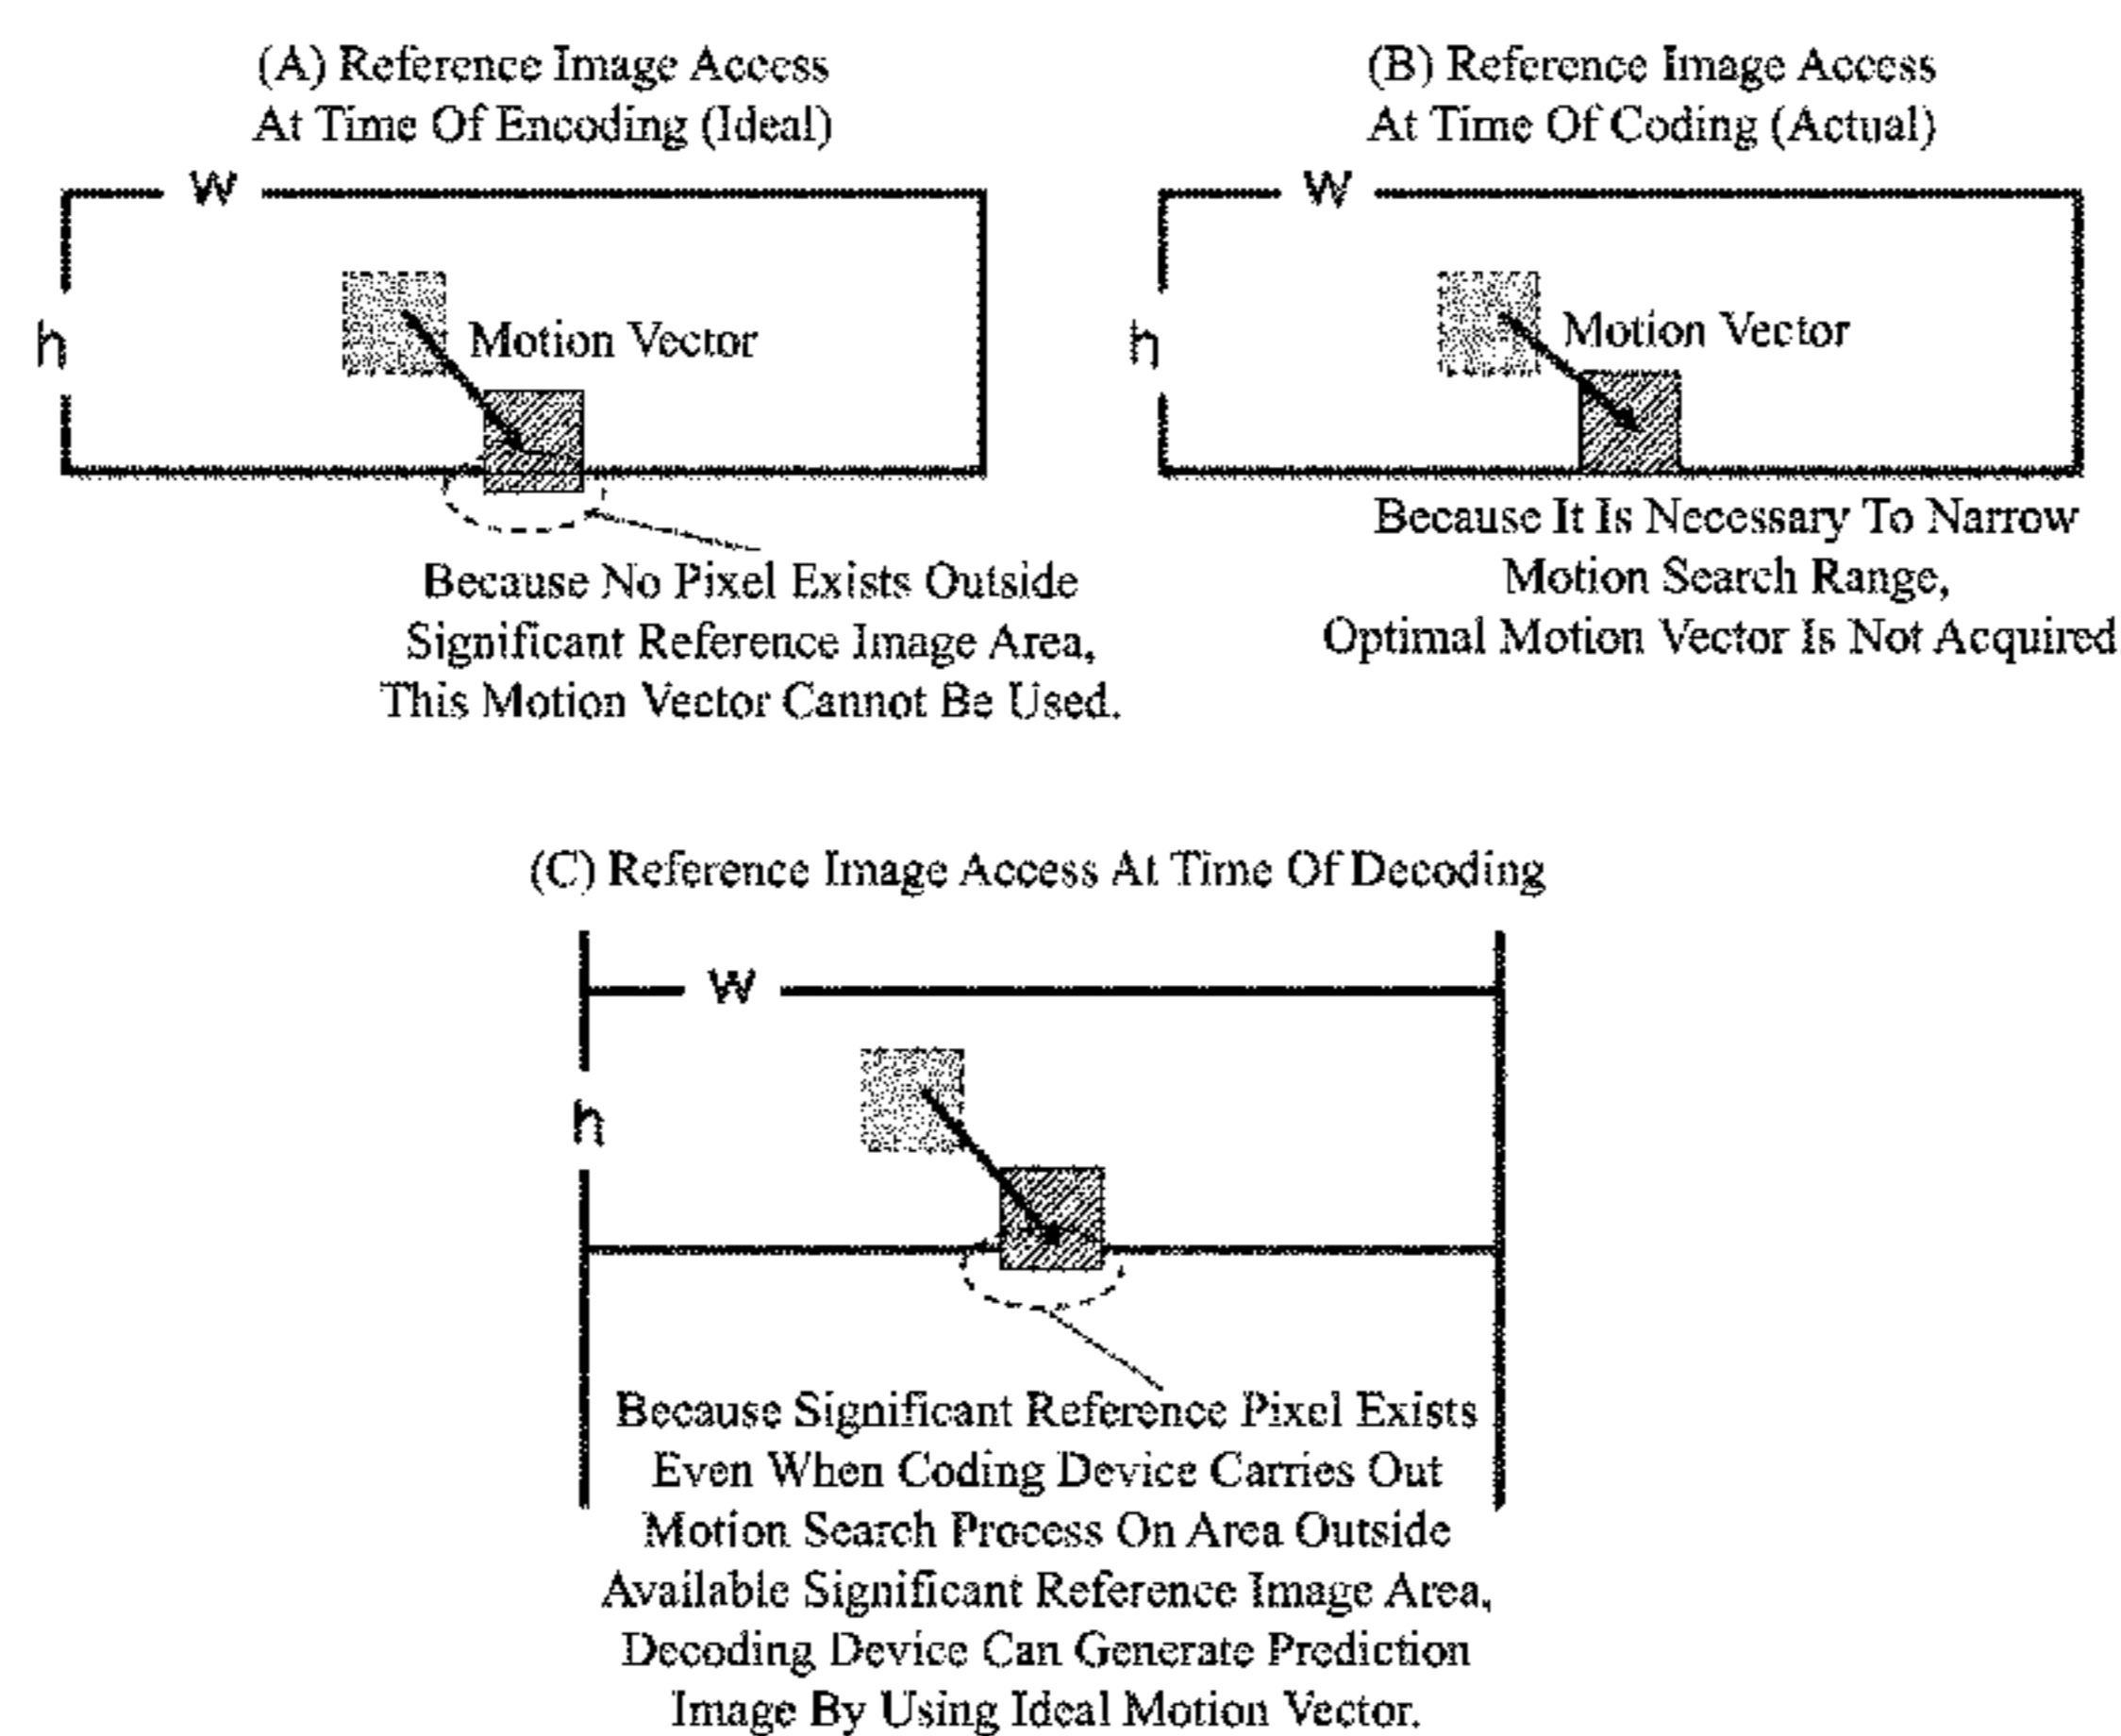 (A) Reference Image Access
At Time Of Encoding (Ideal)
W
h
Motion Vector
Because No Pixel Exists Outside
Significant Reference Image Area,
This Motion Vector Cannot Be Used.
(B) Reference Image Access
At Time Of Coding (Actual)
W
h
Motion Vector
Because It Is Necessary To Narrow
Motion Search Range,
Optimal Motion Vector Is Not Acquired.
(C) Reference Image Access At Time Of Decoding
W
h
Because Significant Reference Pixel Exists
Even When Coding Device Carries Out
Motion Search Process On Area Outside
Available Significant Reference Image Area,
Decoding Device Can Generate Prediction
Image By Using Ideal Motion Vector.